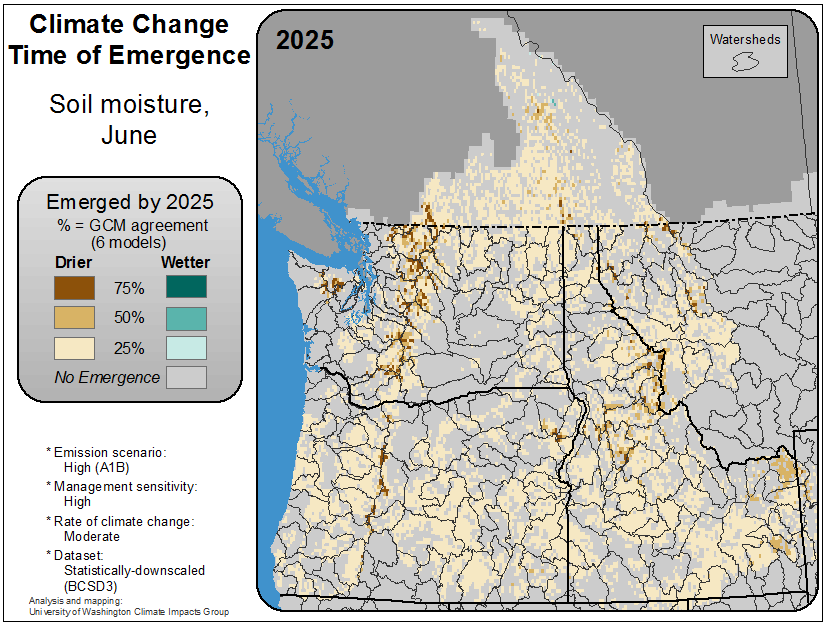 Climate Change
Time of Emergence
Soil moisture,
June
Emerged by 2025
% = GCM agreement
(6 models)
Drier Wetter
75%
50%
25%
No Emergence
* Emission scenario:
High (A1B)
* Management sensitivity:
High
* Rate of climate change:
Moderate
* Dataset:
Statistically-downscaled
(BCSD3)
Analysis and mapping:
University of Washington Climate Impacts Group
2025
Watersheds